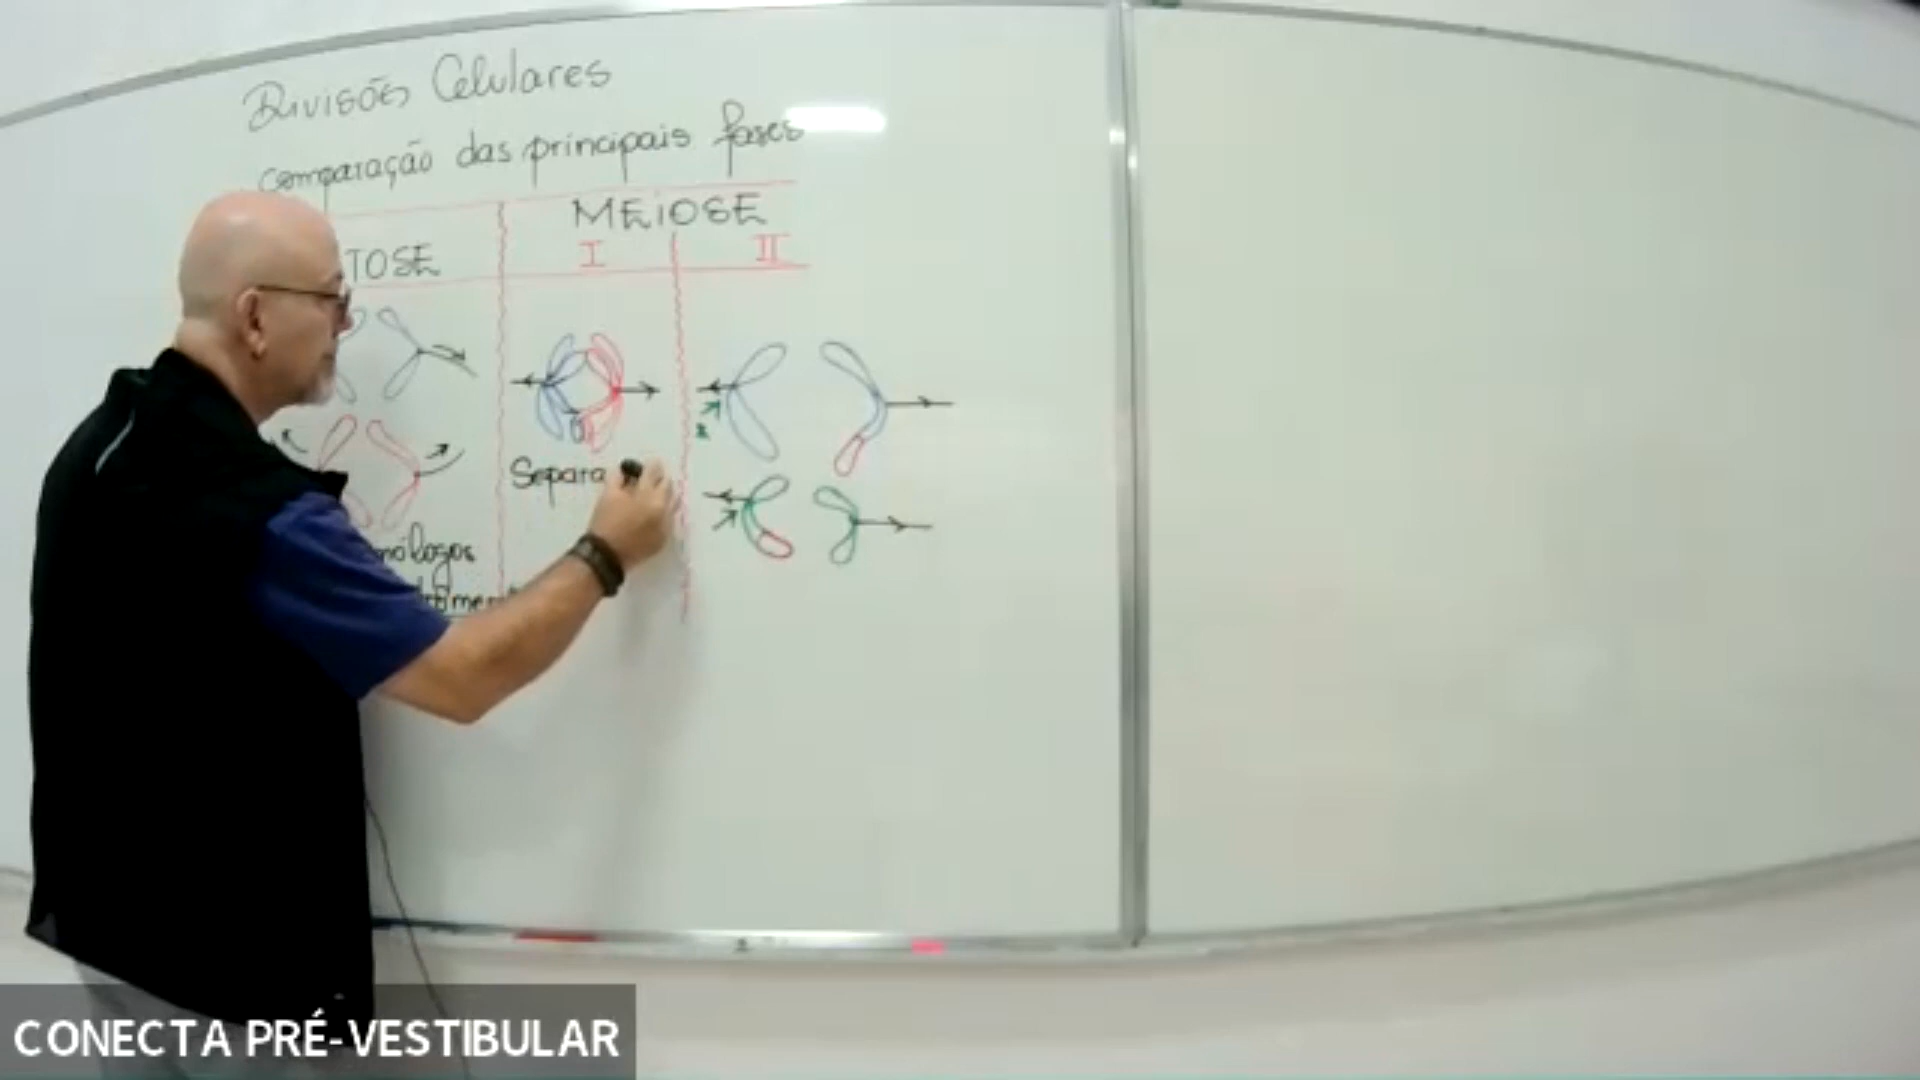 Divisões Celulares
comparação das principais fases
TOSE
MEIOSE
I
II
Separa
mólogos
CONECTA PRÉ-VESTIBULAR